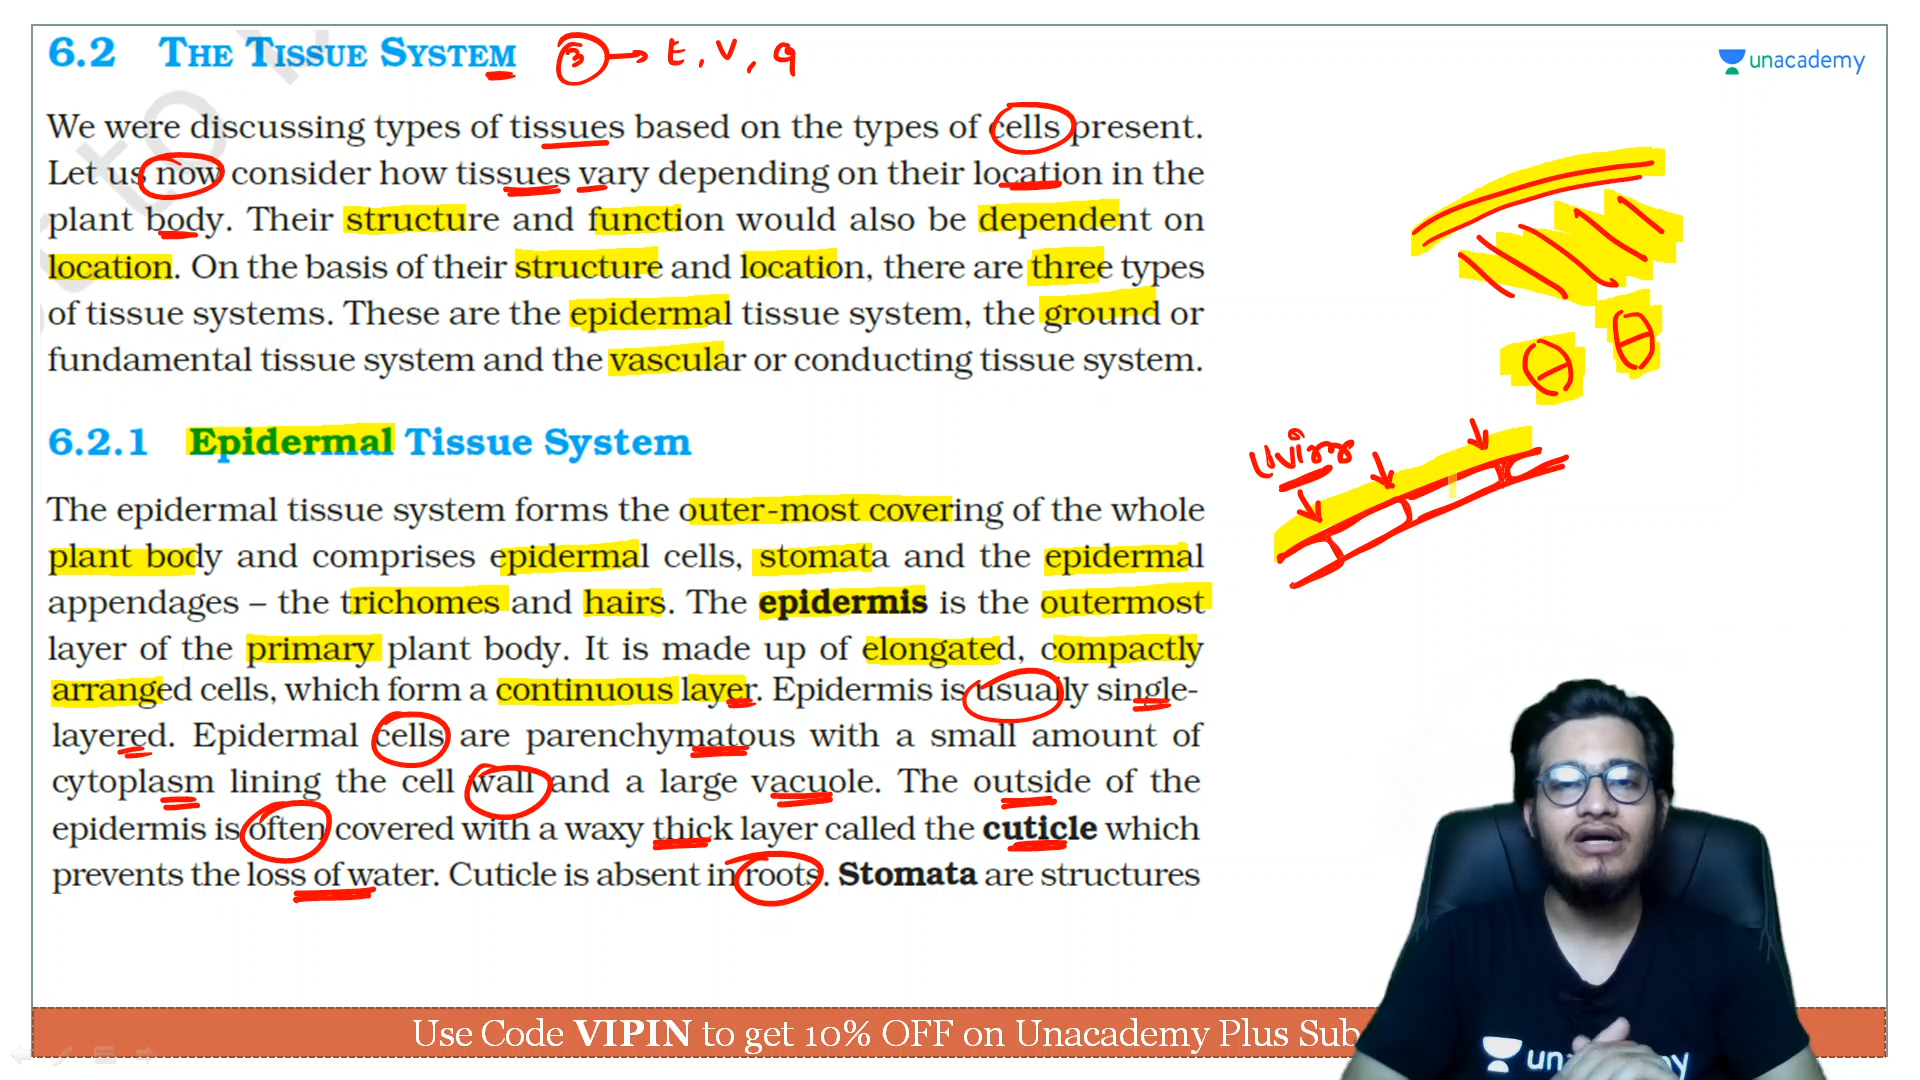 6.2 THE TISSUE SYSTEM 3 → E, V, G
unacademy
We were discussing types of tissues based on the types of cells present.
Let us now consider how tissues vary depending on their location in the
plant body. Their structure and function would also be dependent on
location. On the basis of their structure and location, there are three types
of tissue systems. These are the epidermal tissue system, the ground or
fundamental tissue system and the vascular or conducting tissue system.
6.2.1 Epidermal Tissue System
living
The epidermal tissue system forms the outer-most covering of the whole
plant body and comprises epidermal cells, stomata and the epidermal
appendages – the trichomes and hairs. The epidermis is the outermost
layer of the primary plant body. It is made up of elongated, compactly
arranged cells, which form a continuous layer. Epidermis is usually single-
layered. Epidermal cells are parenchymatous with a small amount of
cytoplasm lining the cell wall and a large vacuole. The outside of the
epidermis is often covered with a waxy thick layer called the cuticle which
prevents the loss of water. Cuticle is absent in roots. Stomata are structures
Use Code VIPIN to get 10% OFF on Unacademy Plus Sub